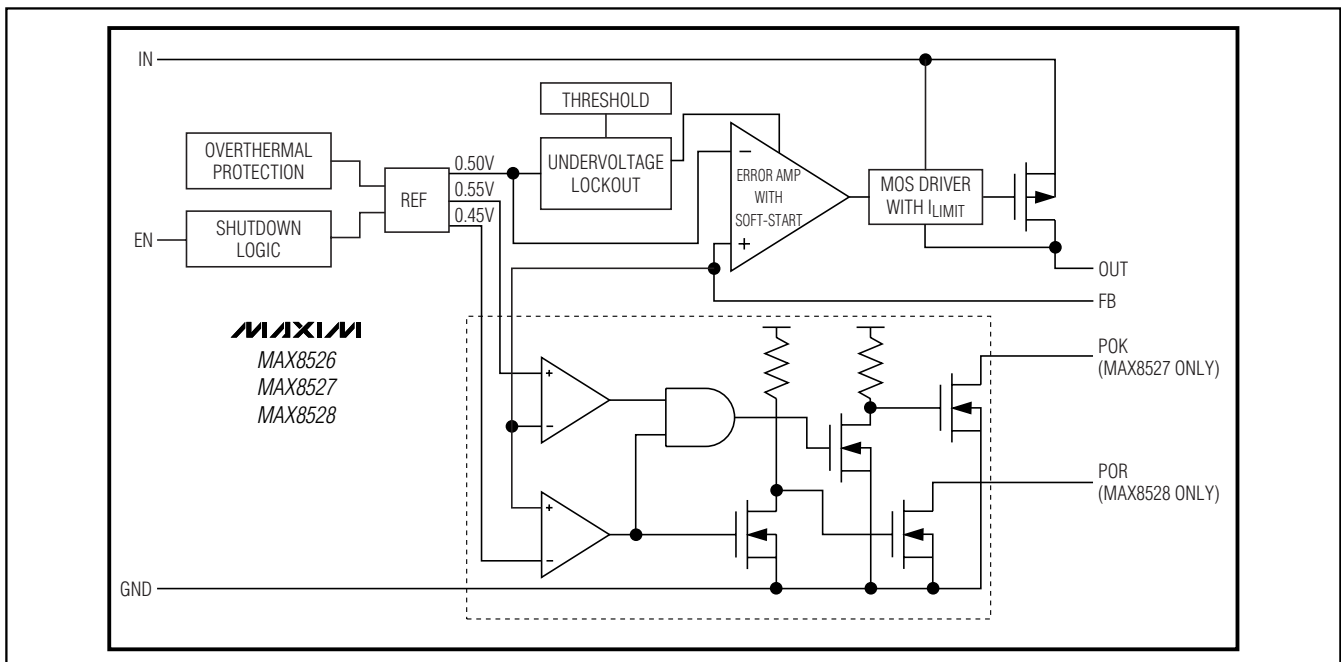 IN
THRESHOLD
OVERTHERMAL
PROTECTION
REF
0.50V
0.55V
0.45V
UNDERVOLTAGE
LOCKOUT
−
ERROR AMP
WITH
SOFT-START
+
MOS DRIVER
WITH ILIMIT
EN
SHUTDOWN
LOGIC
OUT
FB
MAXIM
MAX8526
MAX8527
MAX8528
+
−
+
−
POK
(MAX8527 ONLY)
POR
(MAX8528 ONLY)
GND